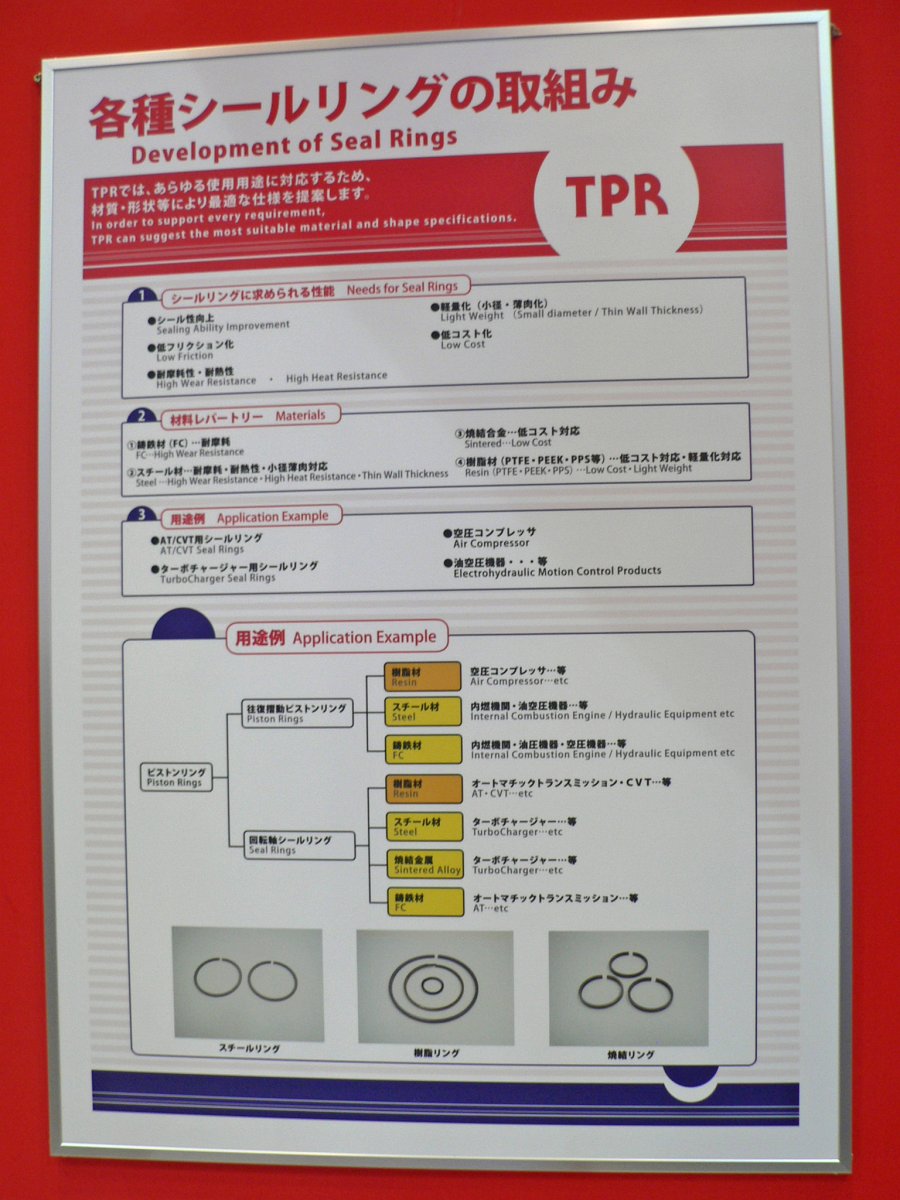 各種シールリングの取組み
Development of Seal Rings
TPRでは、あらゆる使用用途に対応するため、
材質・形状等により最適な仕様を提案します。
In order to support every requirement,
TPR can suggest the most suitable material and shape specifications.
TPR
1 シールリングに求められる性能 Needs for Seal Rings
●シール性向上
Sealing Ability Improvement
●低フリクション化
Low Friction
●耐摩耗性・耐熱性
High Wear Resistance ・ High Heat Resistance
●軽量化（小径・薄肉化）
Light Weight （Small diameter / Thin Wall Thickness）
●低コスト化
Low Cost
2 材料レパートリー Materials
①鋳鉄材（FC）…耐摩耗
FC…High Wear Resistance
②スチール材…耐摩耗・耐熱性・小径薄肉対応
Steel …High Wear Resistance・High Heat Resistance・Thin Wall Thickness
③焼結合金…低コスト対応
Sintered…Low Cost
④樹脂材（PTFE・PEEK・PPS等）…低コスト対応・軽量化対応
Resin（PTFE・PEEK・PPS）…Low Cost・Light Weight
3 用途例 Application Example
●AT/CVT用シールリング
AT/CVT Seal Rings
●ターボチャージャー用シールリング
TurboCharger Seal Rings
●空圧コンプレッサ
Air Compressor
●油空圧機器・・・等
Electrohydraulic Motion Control Products
用途例 Application Example
ピストンリング
Piston Rings
往復摺動ピストンリング
Piston Rings
樹脂材
Resin
空圧コンプレッサ…等
Air Compressor…etc
スチール材
Steel
内燃機関・油空圧機器…等
Internal Combustion Engine / Hydraulic Equipment etc
鋳鉄材
FC
内燃機関・油圧機器・空圧機器…等
Internal Combustion Engine / Hydraulic Equipment etc
回転軸シールリング
Seal Rings
樹脂材
Resin
オートマチックトランスミッション・CVT…等
AT・CVT…etc
スチール材
Steel
ターボチャージャー…等
TurboCharger…etc
焼結金属
Sintered Alloy
ターボチャージャー…等
TurboCharger…etc
鋳鉄材
FC
オートマチックトランスミッション…等
AT…etc
スチールリング
樹脂リング
焼結リング